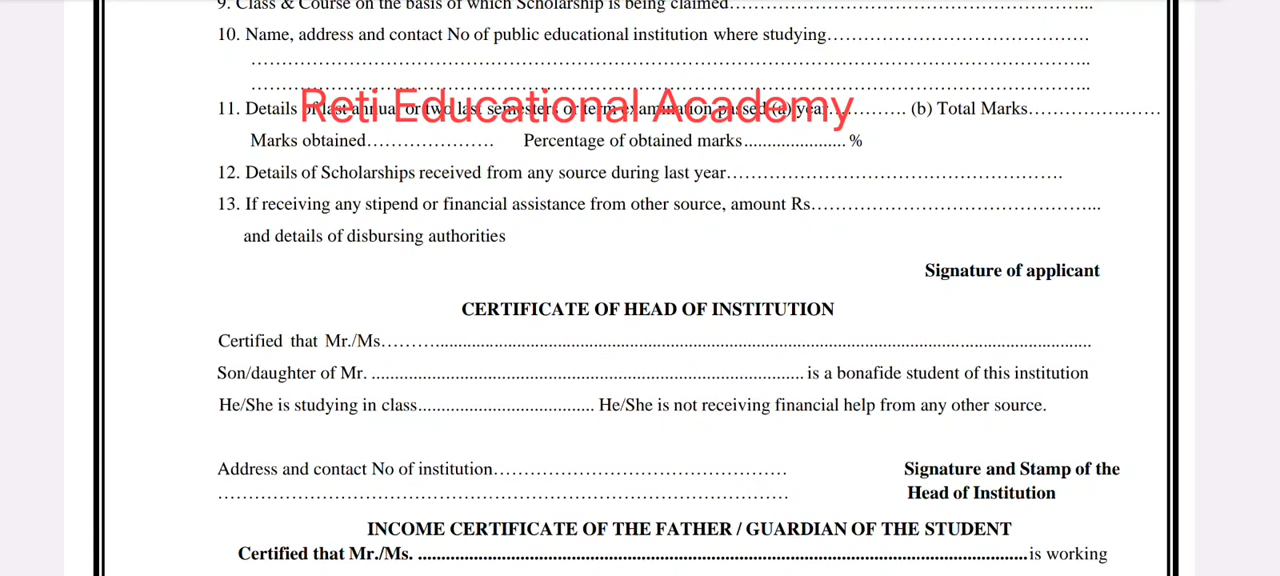 9. Class & Course on the basis of which Scholarship is being claimed……………………………………………………...
10. Name, address and contact No of public educational institution where studying……………………………………
…………………………………………………………………………………………………………………………..
…………………………………………………………………………………………………………………………..
Reti Educational Academy
11. Details of last annual or two last semesters or term examination passed (a) year………….. (b) Total Marks………………….
Marks obtained………………… Percentage of obtained marks...................... %
12. Details of Scholarships received from any source during last year……………………………………………….
13. If receiving any stipend or financial assistance from other source, amount Rs………………………………………...
and details of disbursing authorities
Signature of applicant
CERTIFICATE OF HEAD OF INSTITUTION
Certified that Mr./Ms………...............................................................................................................................................
Son/daughter of Mr. ............................................................................................. is a bonafide student of this institution
He/She is studying in class...................................... He/She is not receiving financial help from any other source.
Address and contact No of institution…………………………………………
Signature and Stamp of the
…………………………………………………………………………………
Head of Institution
INCOME CERTIFICATE OF THE FATHER / GUARDIAN OF THE STUDENT
Certified that Mr./Ms. ....................................................................................................................................is working